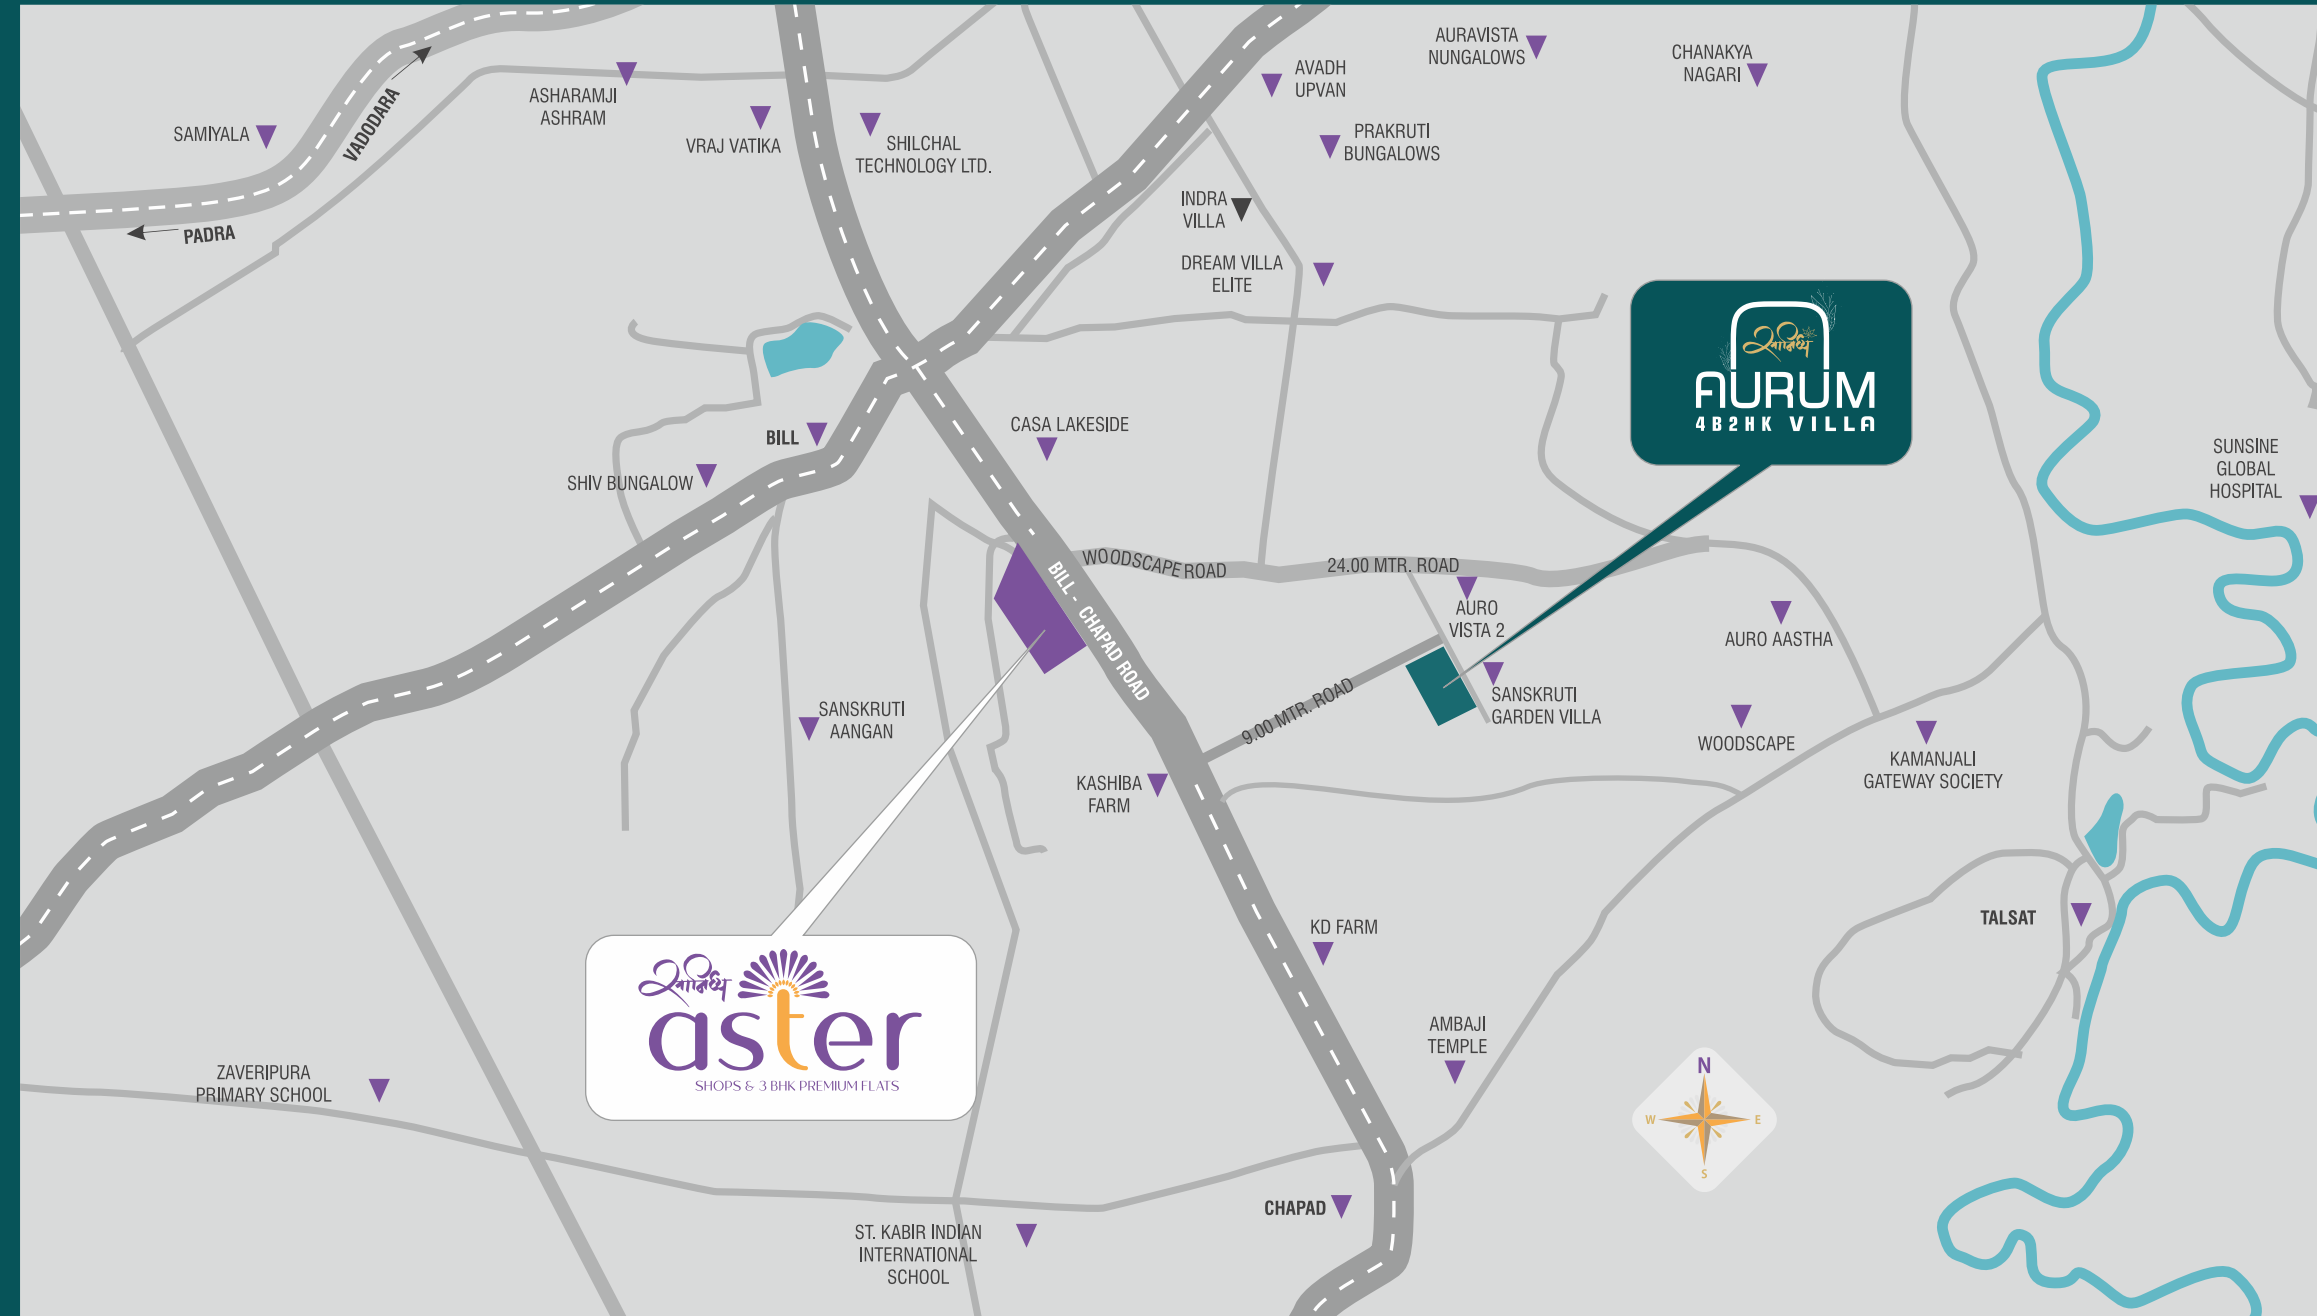 SAMIYALA
VADODARA
PADRA
ASHARAMJI
ASHRAM
VRAJ VATIKA
SHILCHAL
TECHNOLOGY LTD.
AVADH
UPVAN
AURAVISTA
NUNGALOWS
CHANAKYA
NAGARI
PRAKRUTI
BUNGALOWS
INDRA
VILLA
DREAM VILLA
ELITE
સાંનિધ્ય
AURUM
4B2HK VILLA
BILL
CASA LAKESIDE
SHIV BUNGALOW
SUNSINE
GLOBAL
HOSPITAL
WOODSCAPE ROAD
24.00 MTR. ROAD
BILL - CHAPAD ROAD
AURO
VISTA 2
AURO AASTHA
SANSKRUTI
GARDEN VILLA
9.00 MTR. ROAD
SANSKRUTI
AANGAN
WOODSCAPE
KAMANJALI
GATEWAY SOCIETY
KASHIBA
FARM
KD FARM
TALSAT
સાંનિધ્ય
aster
SHOPS & 3 BHK PREMIUM FLATS
AMBAJI
TEMPLE
ZAVERIPURA
PRIMARY SCHOOL
N
W
E
S
CHAPAD
ST. KABIR INDIAN
INTERNATIONAL
SCHOOL